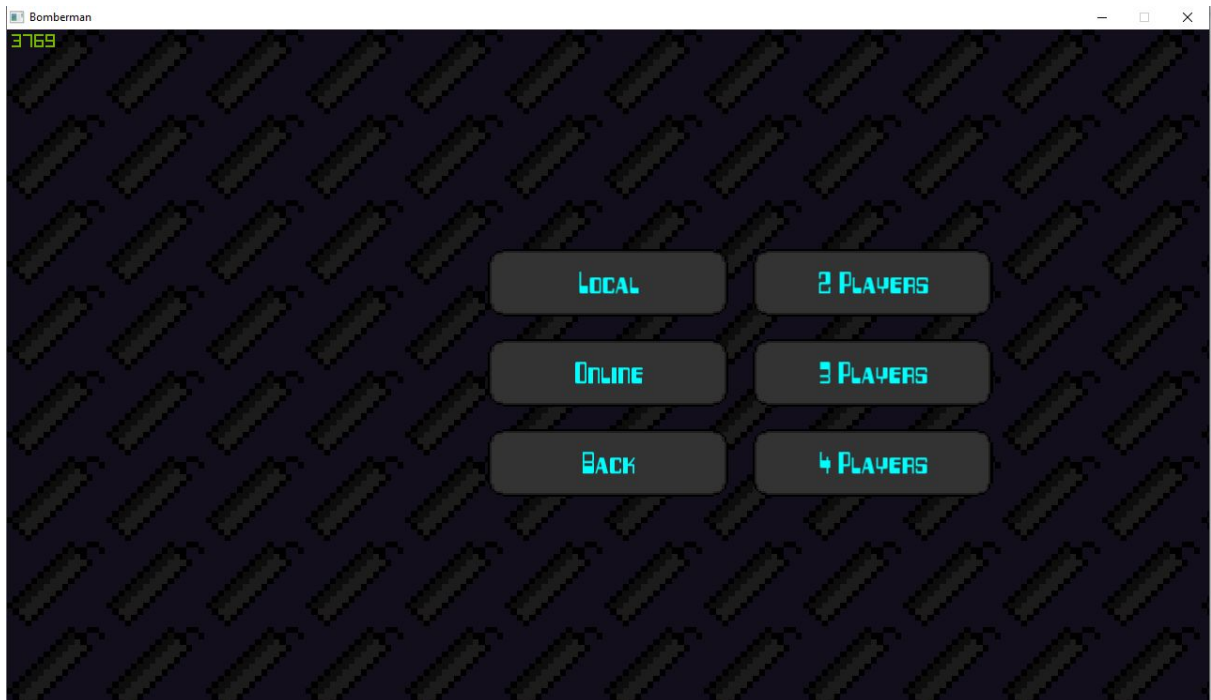 Bomberman
3769
Local
2 Players
Online
3 Players
Back
4 Players